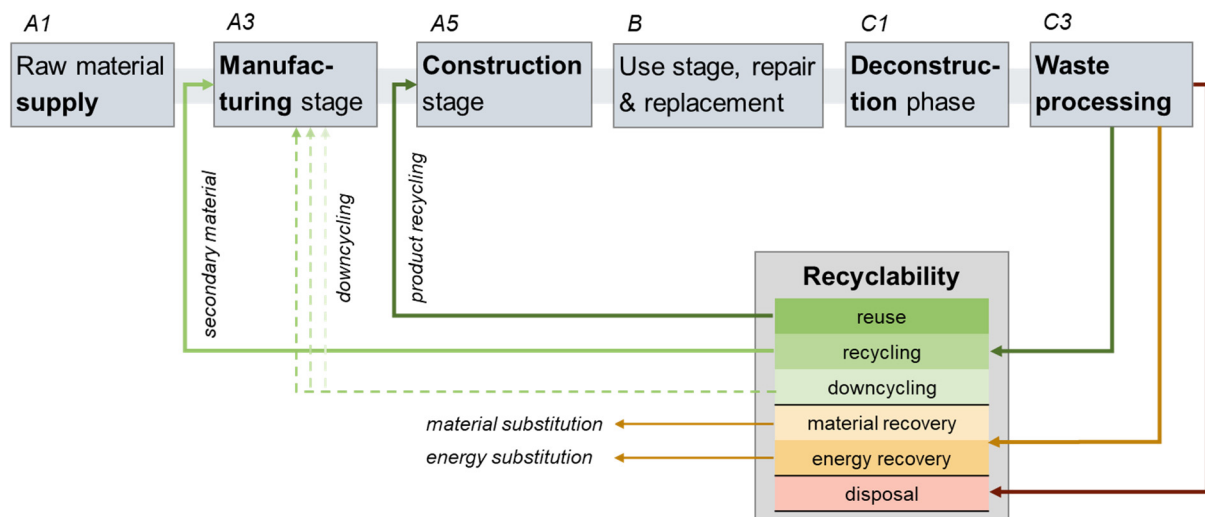 A1
A3
A5
B
C1
C3
Raw material
supply
Manufac-
turing stage
Construction
stage
Use stage, repair
& replacement
Deconstruc-
tion phase
Waste
processing
secondary material
downcycling
product recycling
Recyclability
reuse
recycling
downcycling
material recovery
energy recovery
disposal
material substitution
energy substitution